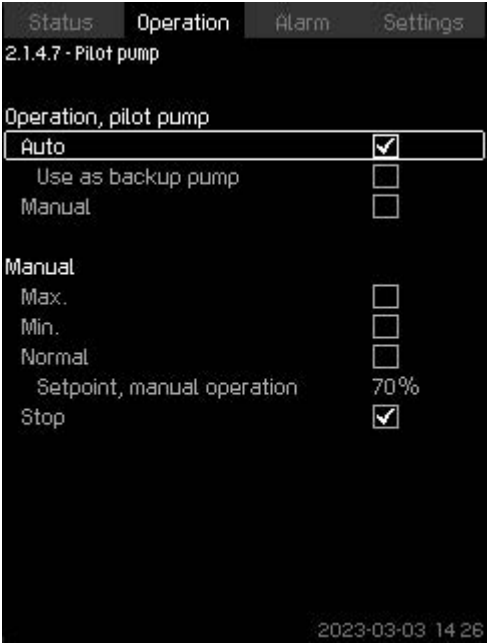 Status Operation Alarm Settings
2.1.4.7 - Pilot pump
Operation, pilot pump
Auto
Use as backup pump
Manual
Manual
Max.
Min.
Normal
Setpoint, manual operation 70%
Stop
2023-03-03 14:26